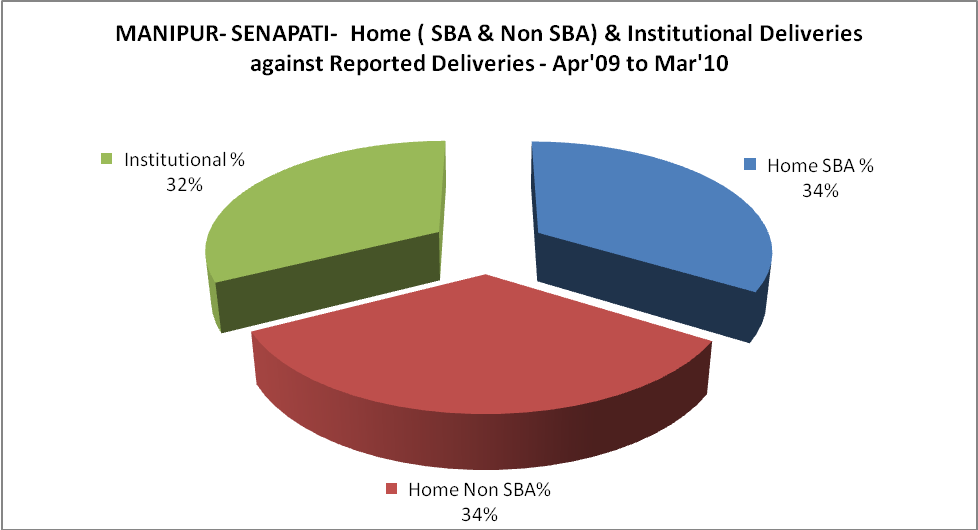 MANIPUR- SENAPATI- Home ( SBA & Non SBA) & Institutional Deliveries
against Reported Deliveries - Apr'09 to Mar'10
Institutional %
32%
Home SBA %
34%
Home Non SBA%
34%